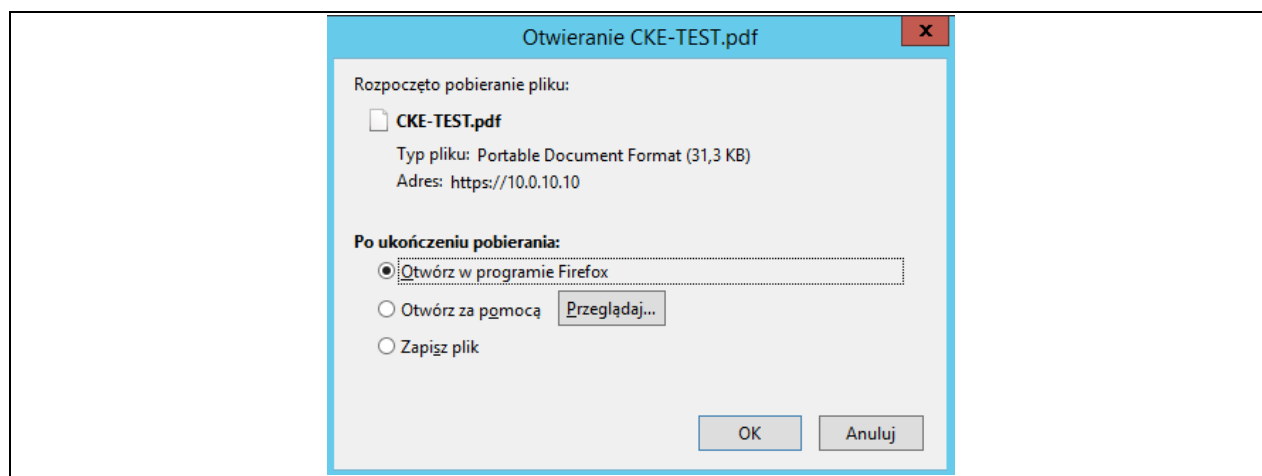 Otwieranie CKE-TEST.pdf
x
Rozpoczęto pobieranie pliku:
CKE-TEST.pdf
Typ pliku: Portable Document Format (31,3 KB)
Adres: https://10.0.10.10
Po ukończeniu pobierania:
Otwórz w programie Firefox
Otwórz za pomocą Przeglądaj...
Zapisz plik
OK Anuluj